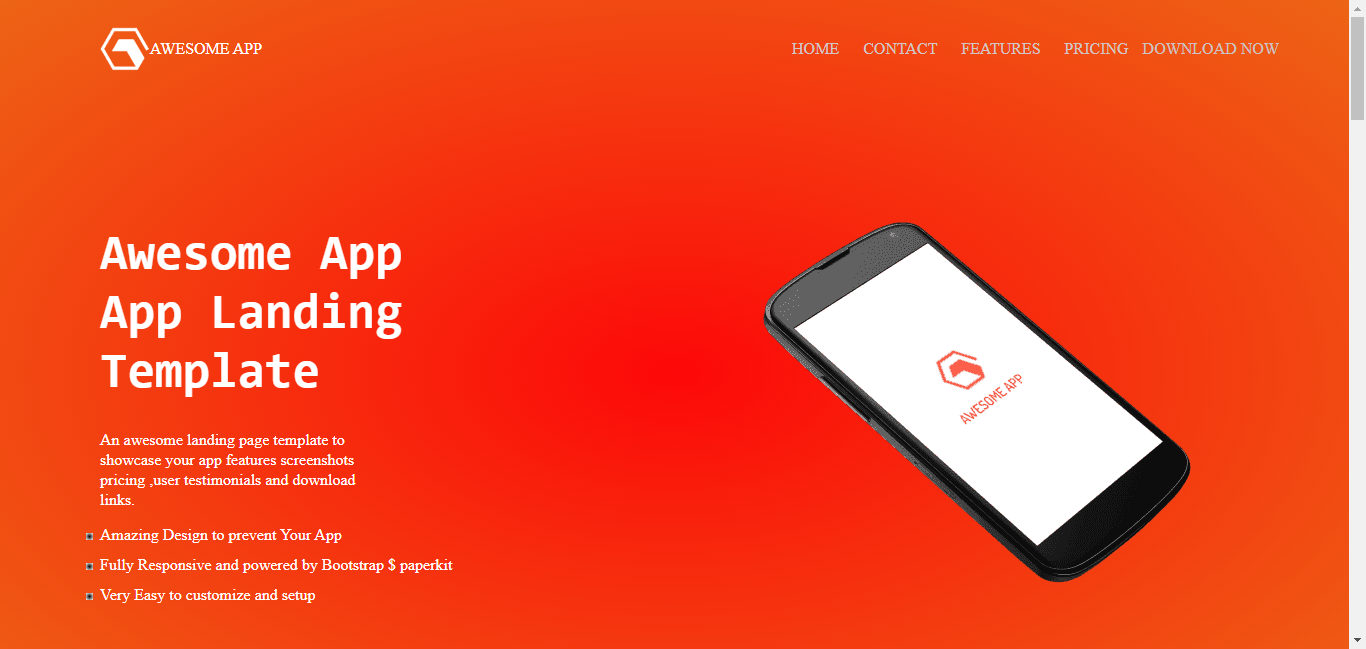 AWESOME APP
HOME CONTACT FEATURES PRICING DOWNLOAD NOW
Awesome App
App Landing
Template
An awesome landing page template to
showcase your app features screenshots
pricing ,user testimonials and download
links.
Amazing Design to prevent Your App
Fully Responsive and powered by Bootstrap $ paperkit
Very Easy to customize and setup
AWESOME APP